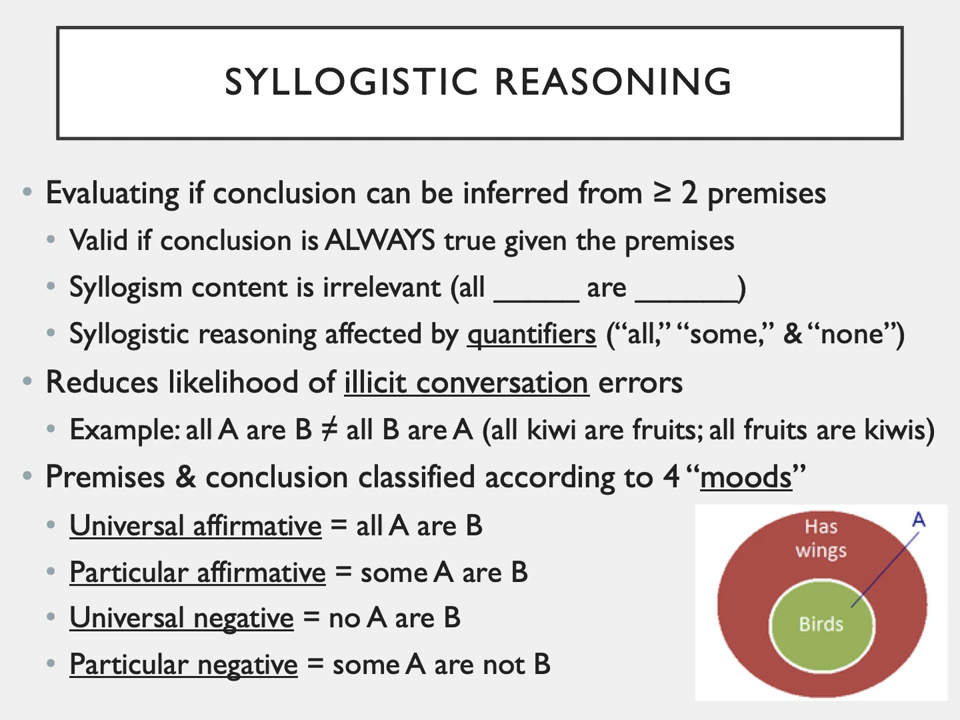 SYLLOGISTIC REASONING
• Evaluating if conclusion can be inferred from ≥ 2 premises
• Valid if conclusion is ALWAYS true given the premises
• Syllogism content is irrelevant (all _____ are ______)
• Syllogistic reasoning affected by quantifiers (“all,” “some,” & “none”)
• Reduces likelihood of illicit conversation errors
• Example: all A are B ≠ all B are A (all kiwi are fruits; all fruits are kiwis)
• Premises & conclusion classified according to 4 “moods”
• Universal affirmative = all A are B
• Particular affirmative = some A are B
• Universal negative = no A are B
• Particular negative = some A are not B
Has
wings
A
Birds